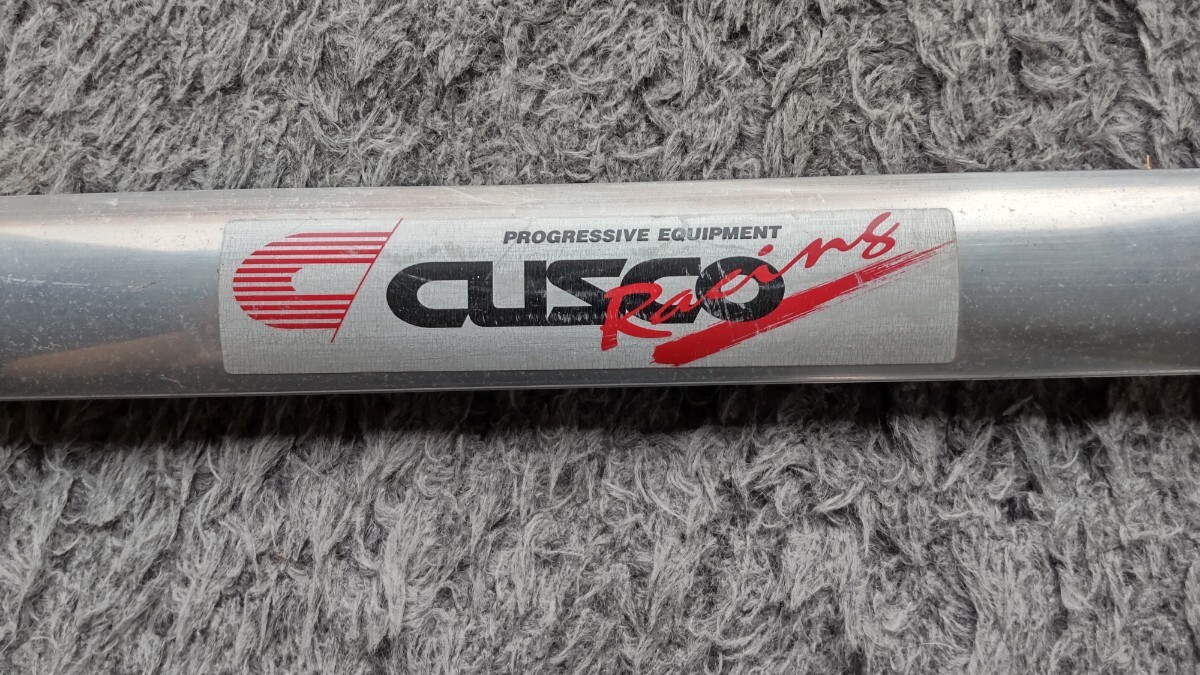 PROGRESSIVE EQUIPMENT
CUSCO Racing